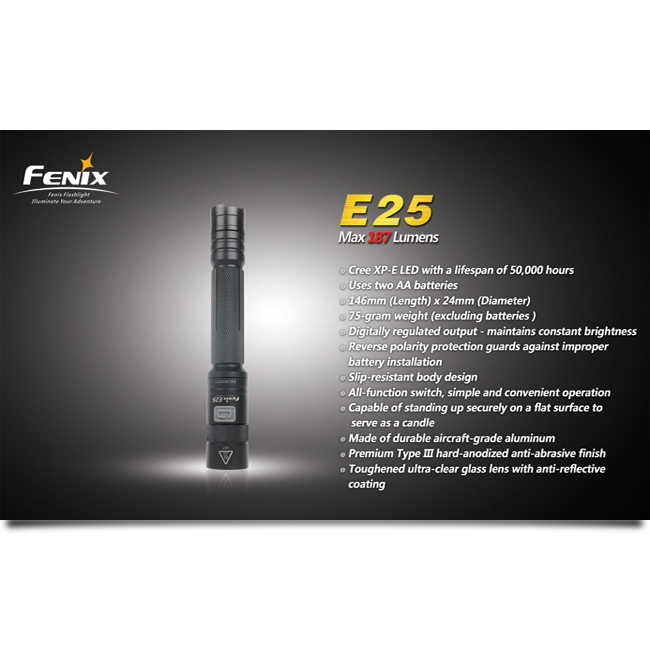 FENIX
Fenix Flashlight
Illuminate Your Adventure
E25
Max 187 Lumens
Cree XP-E LED with a lifespan of 50,000 hours
Uses two AA batteries
146mm (Length) x 24mm (Diameter)
75-gram weight (excluding batteries )
Digitally regulated output - maintains constant brightness
Reverse polarity protection guards against improper
battery installation
Slip-resistant body design
All-function switch, simple and convenient operation
Capable of standing up securely on a flat surface to
serve as a candle
Made of durable aircraft-grade aluminum
Premium Type III hard-anodized anti-abrasive finish
Toughened ultra-clear glass lens with anti-reflective
coating
FENIX E25